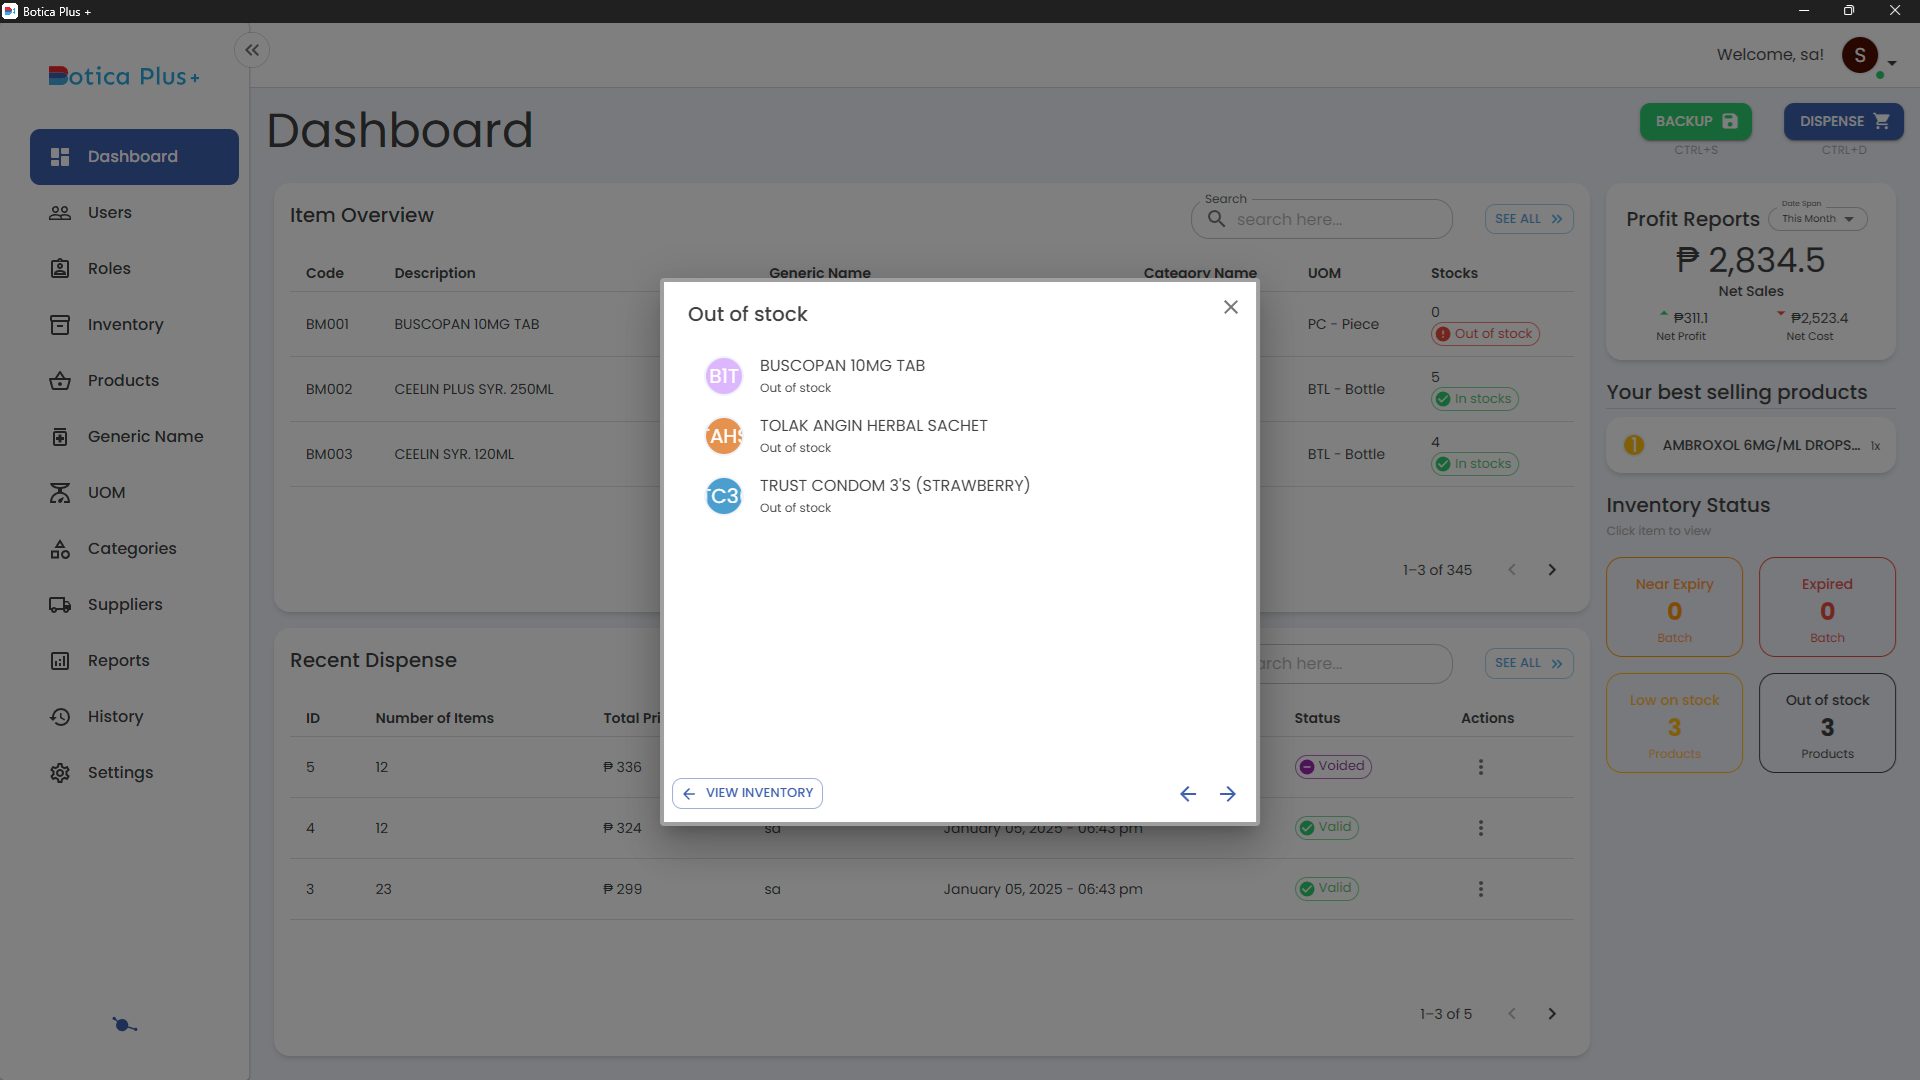 Botica Plus +
Botica Plus+
Welcome, sa!
S
Dashboard
Users
Roles
Inventory
Products
Generic Name
UOM
Categories
Suppliers
Reports
History
Settings
Dashboard
BACKUP
CTRL+S
DISPENSE
CTRL+D
Item Overview
Search
search here...
SEE ALL
Code Description Generic Name Category Name UOM Stocks
BM001 BUSCOPAN 10MG TAB PC - Piece 0
Out of stock
BM002 CEELIN PLUS SYR. 250ML BTL - Bottle 5
In stocks
BM003 CEELIN SYR. 120ML BTL - Bottle 4
In stocks
1–3 of 345
Out of stock
B1T
BUSCOPAN 10MG TAB
Out of stock
TAHS
TOLAK ANGIN HERBAL SACHET
Out of stock
TC3
TRUST CONDOM 3'S (STRAWBERRY)
Out of stock
VIEW INVENTORY
Recent Dispense
arch here...
SEE ALL
ID Number of Items Total Pri Status Actions
5 12 ₱ 336 Voided
4 12 ₱ 324 sa January 05, 2025 - 06:43 pm Valid
3 23 ₱ 299 sa January 05, 2025 - 06:43 pm Valid
1–3 of 5
Profit Reports
Date Span
This Month
₱ 2,834.5
Net Sales
₱311.1
Net Profit
₱2,523.4
Net Cost
Your best selling products
1
AMBROXOL 6MG/ML DROPS...
1x
Inventory Status
Click item to view
Near Expiry
0
Batch
Expired
0
Batch
Low on stock
3
Products
Out of stock
3
Products